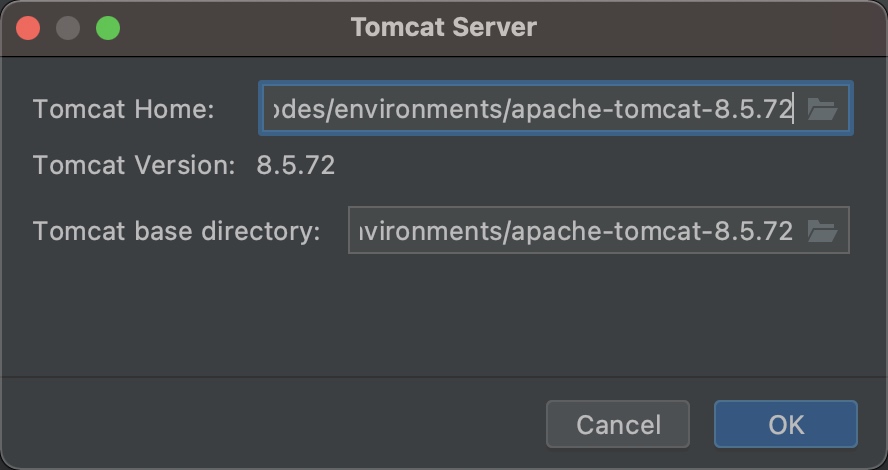 Tomcat Server
Tomcat Home: odes/environments/apache-tomcat-8.5.72
Tomcat Version: 8.5.72
Tomcat base directory: vironments/apache-tomcat-8.5.72
Cancel OK